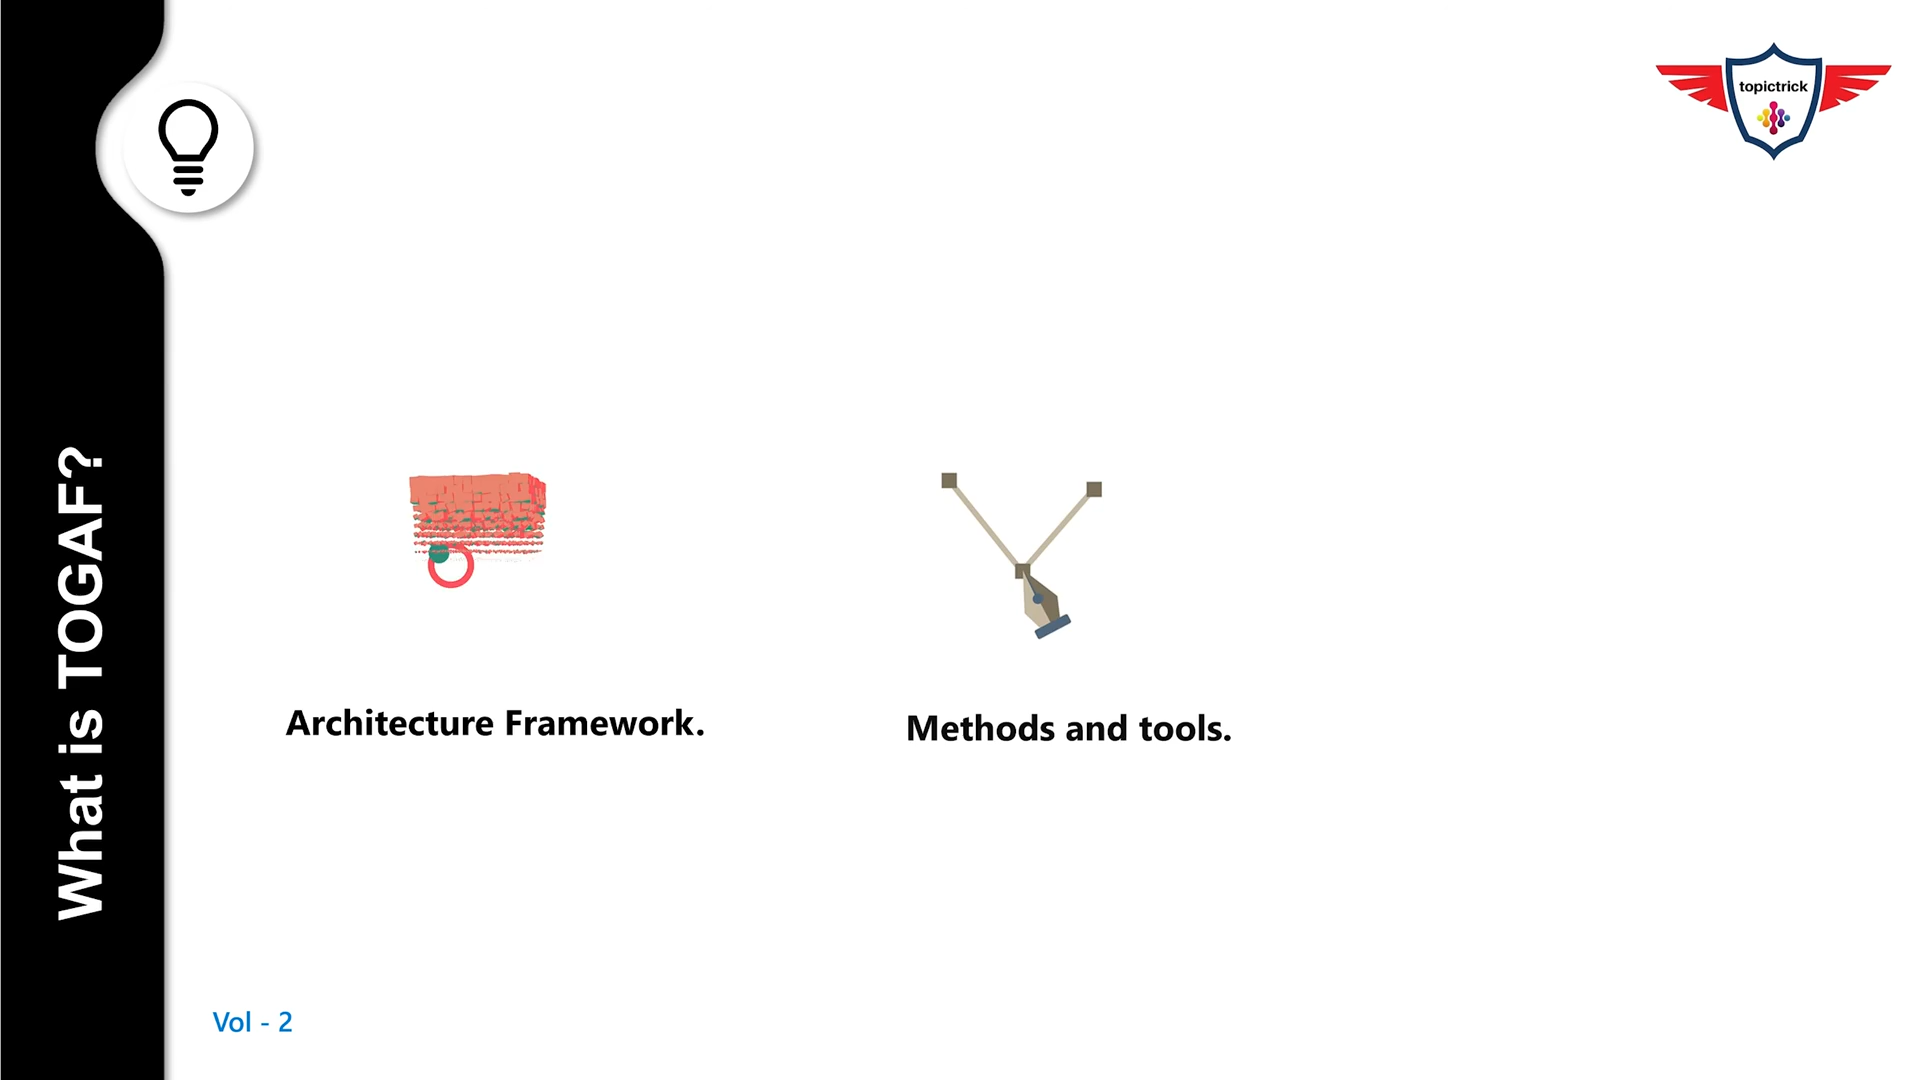 What is TOGAF?
topictrick
Architecture Framework.
Methods and tools.
Vol - 2